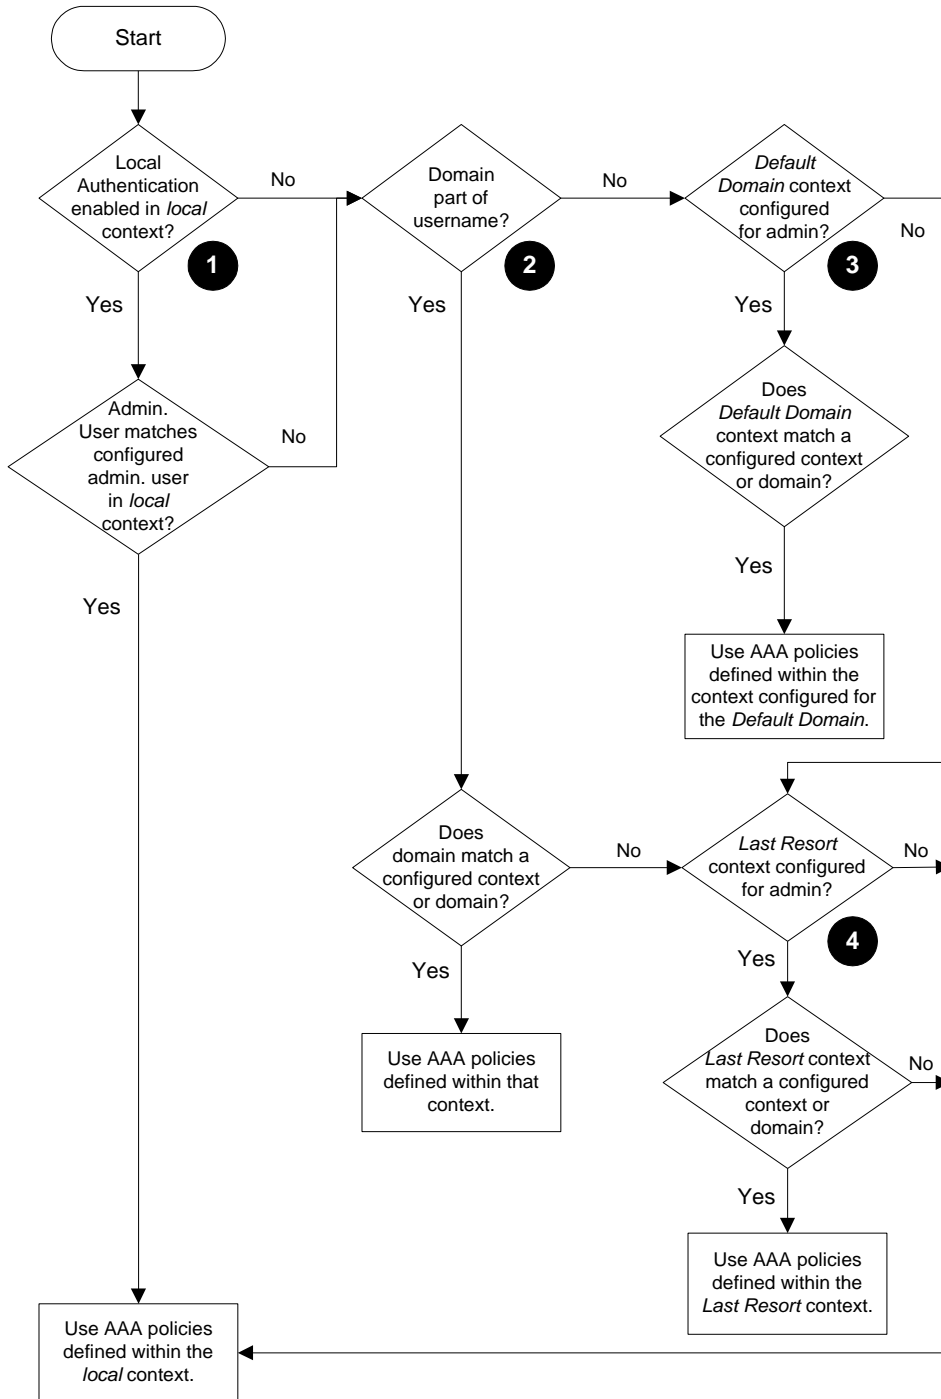 Start
Local
Authentication
enabled in local
context?
No
1
Yes
Domain
part of
username?
No
2
Yes
Default
Domain context
configured
for admin?
No
3
Yes
Admin.
User matches
configured
admin. user
in local
context?
No
Yes
Does
Default Domain
context match a
configured context
or domain?
Yes
Use AAA policies
defined within the
context configured for
the Default Domain.
Does
domain match a
configured context
or domain?
No
Yes
Last Resort
context configured
for admin?
No
4
Yes
Use AAA policies
defined within that
context.
Does
Last Resort context
match a configured
context or
domain?
No
Yes
Use AAA policies
defined within the
Last Resort context.
Use AAA policies
defined within the
local context.